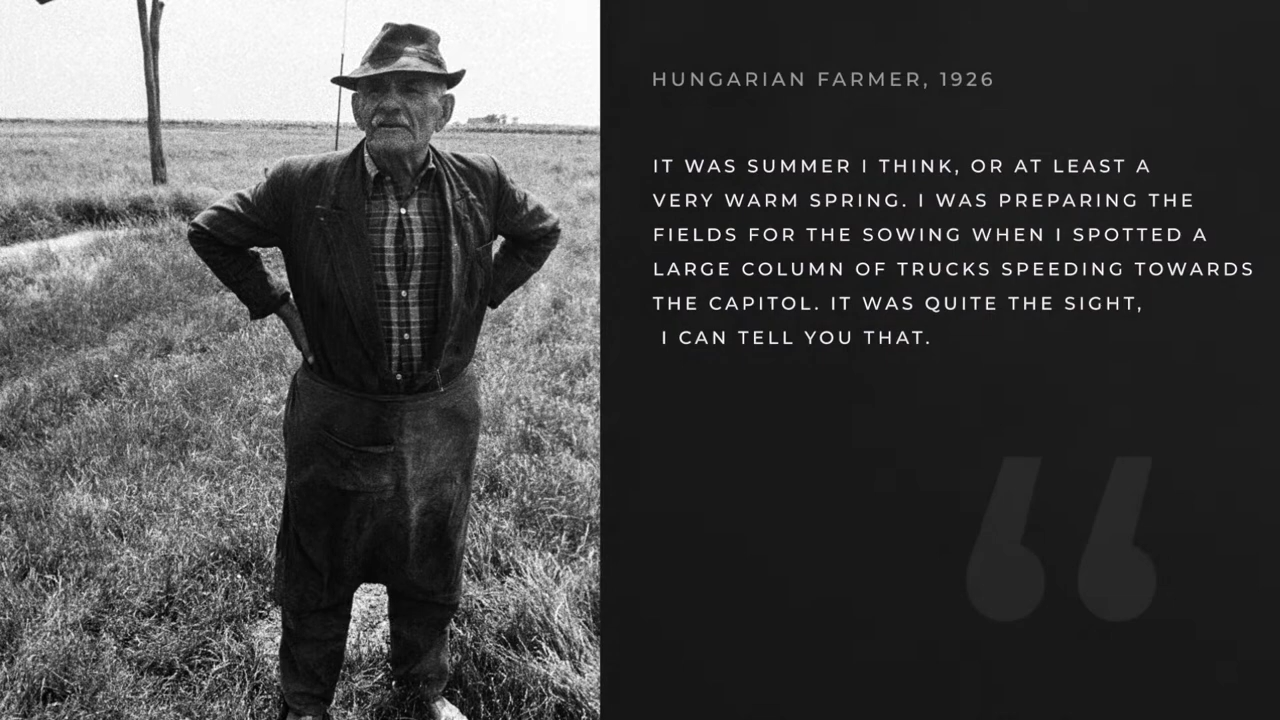 HUNGARIAN FARMER, 1926
IT WAS SUMMER I THINK, OR AT LEAST A
VERY WARM SPRING. I WAS PREPARING THE
FIELDS FOR THE SOWING WHEN I SPOTTED A
LARGE COLUMN OF TRUCKS SPEEDING TOWARDS
THE CAPITOL. IT WAS QUITE THE SIGHT,
I CAN TELL YOU THAT.
“